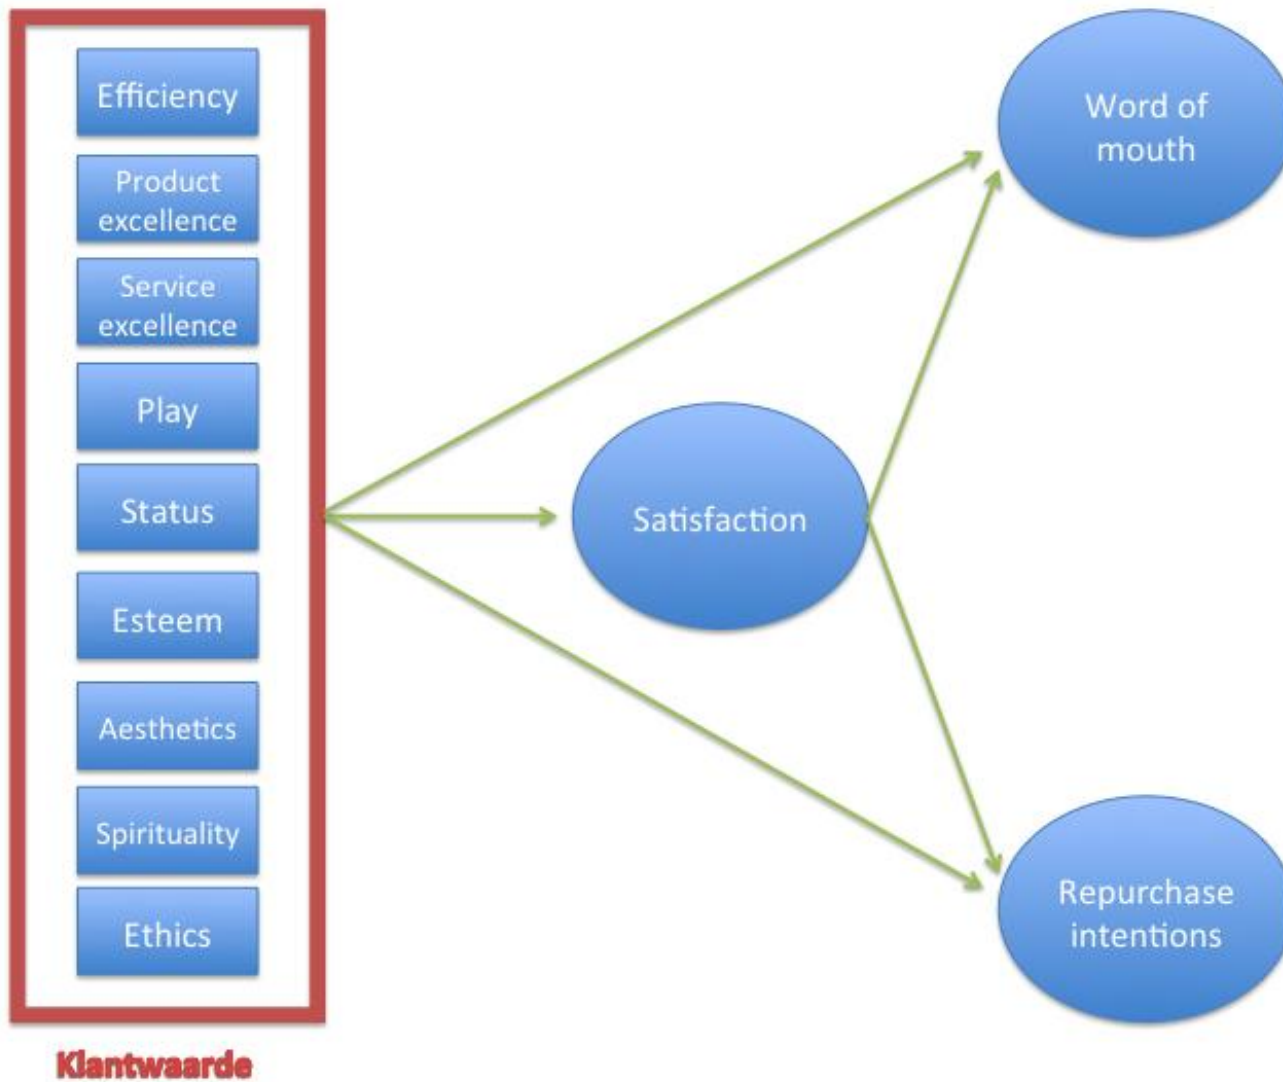 Efficiency
Product
excellence
Service
excellence
Play
Status
Esteem
Aesthetics
Spirituality
Ethics
Klantwaarde
Satisfaction
Word of
mouth
Repurchase
intentions